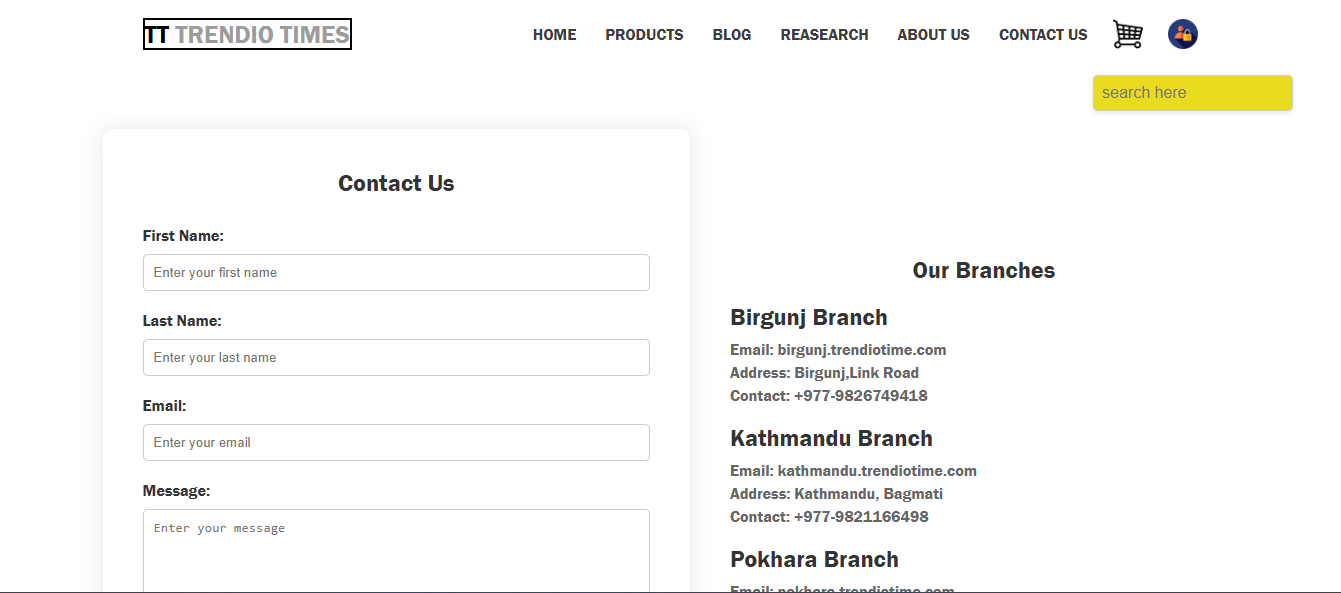 TT TRENDIO TIMES
HOME PRODUCTS BLOG REASEARCH ABOUT US CONTACT US
search here
Contact Us
First Name:
Enter your first name
Last Name:
Enter your last name
Email:
Enter your email
Message:
Enter your message
Our Branches
Birgunj Branch
Email: birgunj.trendiotime.com
Address: Birgunj,Link Road
Contact: +977-9826749418
Kathmandu Branch
Email: kathmandu.trendiotime.com
Address: Kathmandu, Bagmati
Contact: +977-9821166498
Pokhara Branch
Email: pokhara.trendiotime.com